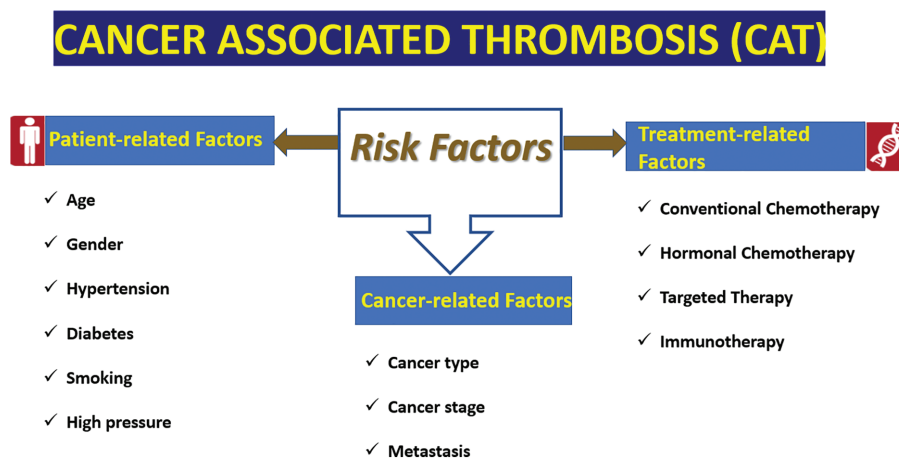 CANCER ASSOCIATED THROMBOSIS (CAT)
Risk Factors
Patient-related Factors
✓ Age
✓ Gender
✓ Hypertension
✓ Diabetes
✓ Smoking
✓ High pressure
Cancer-related Factors
✓ Cancer type
✓ Cancer stage
✓ Metastasis
Treatment-related
Factors
✓ Conventional Chemotherapy
✓ Hormonal Chemotherapy
✓ Targeted Therapy
✓ Immunotherapy